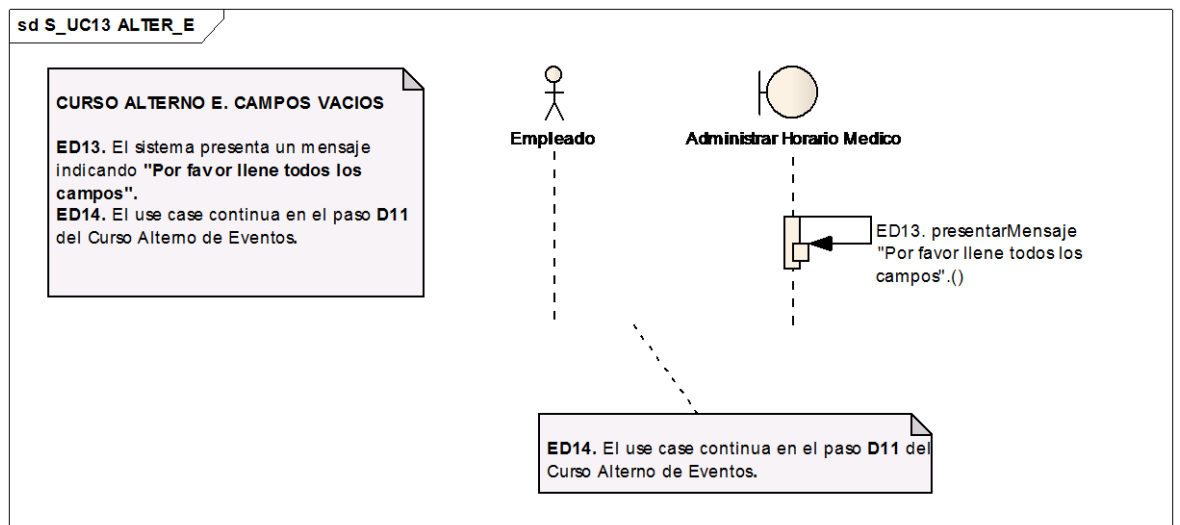 sd S_UC13 ALTER_E
CURSO ALTERNO E. CAMPOS VACIOS
ED13. El sistema presenta un mensaje
indicando "Por favor llene todos los
campos".
ED14. El use case continua en el paso D11
del Curso Alterno de Eventos.
Empleado
Administrar Horario Medico
ED13. presentarMensaje
"Por favor llene todos los
campos".()
ED14. El use case continua en el paso D11 del
Curso Alterno de Eventos.